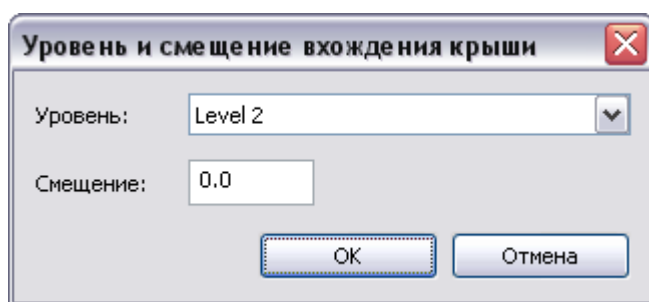 Уровень и смещение вхождения крыши
Уровень: Level 2
Смещение: 0.0
OK Отмена